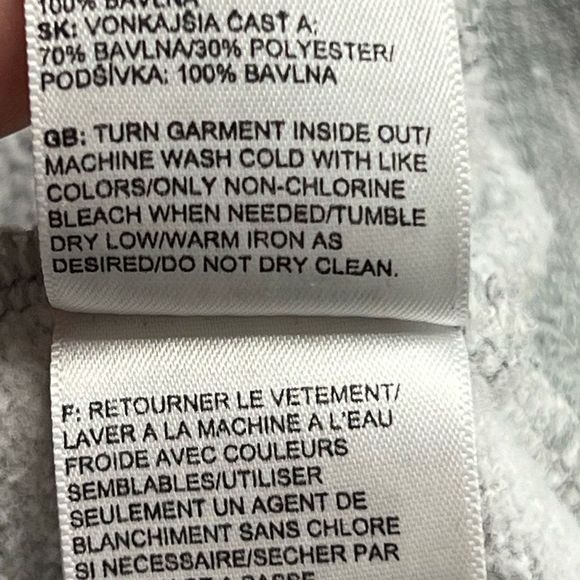 100% BAVLNA
SK: VONKAJŠIA ČASŤ A:
70% BAVLNA/30% POLYESTER/
PODŠÍVKA: 100% BAVLNA
GB: TURN GARMENT INSIDE OUT/
MACHINE WASH COLD WITH LIKE
COLORS/ONLY NON-CHLORINE
BLEACH WHEN NEEDED/TUMBLE
DRY LOW/WARM IRON AS
DESIRED/DO NOT DRY CLEAN.
F: RETOURNER LE VETEMENT/
LAVER A LA MACHINE A L'EAU
FROIDE AVEC COULEURS
SEMBLABLES/UTILISER
SEULEMENT UN AGENT DE
BLANCHIMENT SANS CHLORE
SI NECESSAIRE/SECHER PAR